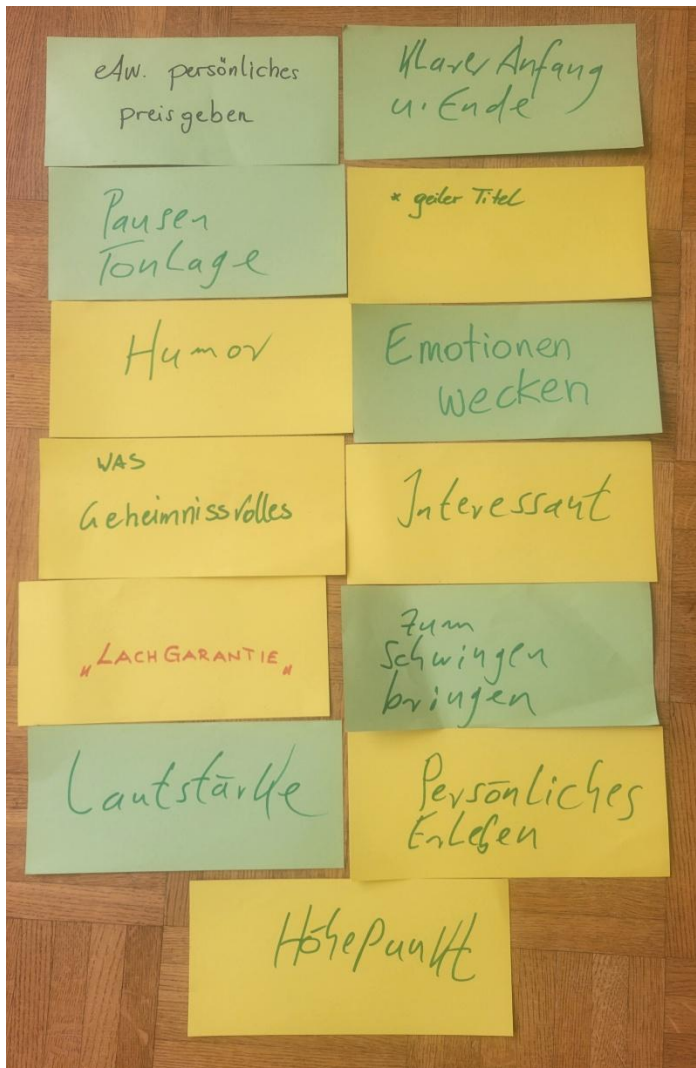 eAw. persönliches
preisgeben
Klarer Anfang
u. Ende
Pausen
Tonlage
* geiler Titel
Humor
Emotionen
wecken
WAS
Geheimnissvolles
Interessant
„LACHGARANTIE"
zum
schwingen
bringen
Lautstärke
Persönliches
Erleben
Höhepunkt